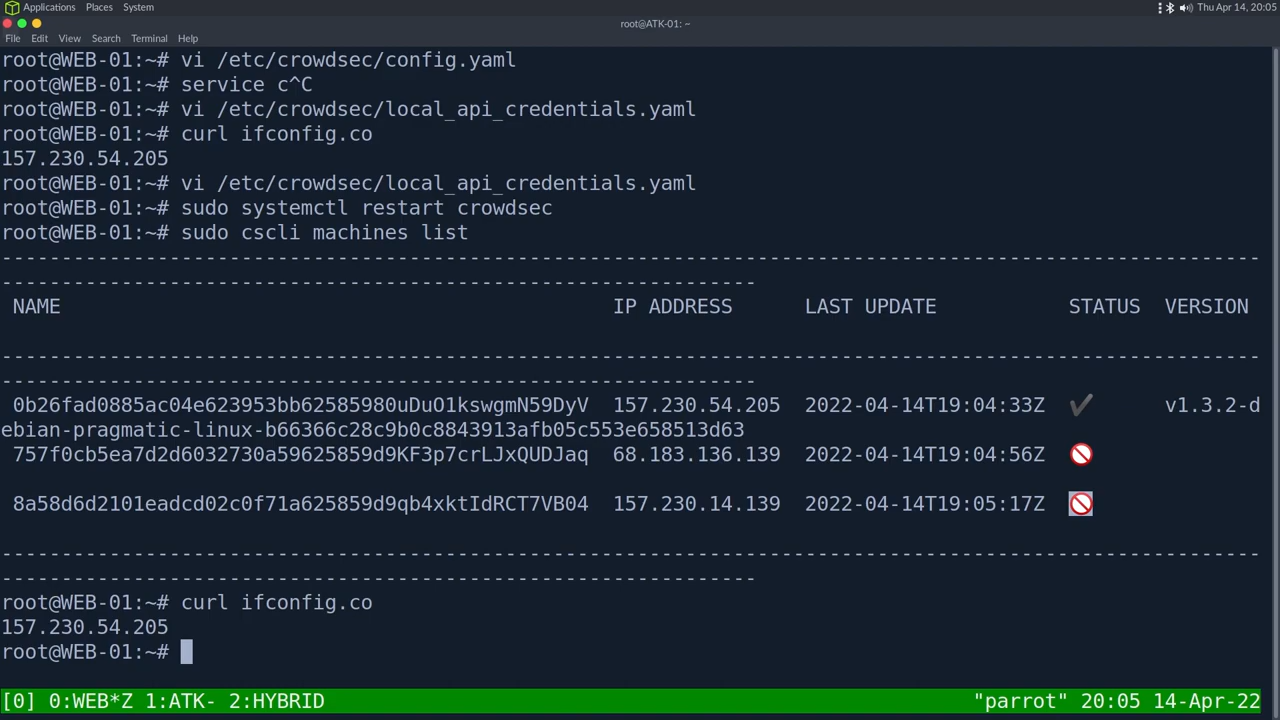 Applications Places System Thu Apr 14, 20:05
root@ATK-01: ~
File Edit View Search Terminal Help
root@WEB-01:~# vi /etc/crowdsec/config.yaml
root@WEB-01:~# service c^C
root@WEB-01:~# vi /etc/crowdsec/local_api_credentials.yaml
root@WEB-01:~# curl ifconfig.co
157.230.54.205
root@WEB-01:~# vi /etc/crowdsec/local_api_credentials.yaml
root@WEB-01:~# sudo systemctl restart crowdsec
root@WEB-01:~# sudo cscli machines list
---------------------------------------------------------------------------------------------------------
---------------------------------------------------------------
NAME IP ADDRESS LAST UPDATE STATUS VERSION
---------------------------------------------------------------------------------------------------------
---------------------------------------------------------------
0b26fad0885ac04e623953bb62585980uDuO1kswgmN59DyV 157.230.54.205 2022-04-14T19:04:33Z ✔️ v1.3.2-d
ebian-pragmatic-linux-b66366c28c9b0c8843913afb05c553e658513d63
757f0cb5ea7d2d6032730a59625859d9KF3p7crLJxQUDJaq 68.183.136.139 2022-04-14T19:04:56Z 🚫
8a58d6d2101eadcd02c0f71a625859d9qb4xktIdRCT7VB04 157.230.14.139 2022-04-14T19:05:17Z 🚫
---------------------------------------------------------------------------------------------------------
---------------------------------------------------------------
root@WEB-01:~# curl ifconfig.co
157.230.54.205
root@WEB-01:~#
[0] 0:WEB*Z 1:ATK- 2:HYBRID "parrot" 20:05 14-Apr-22